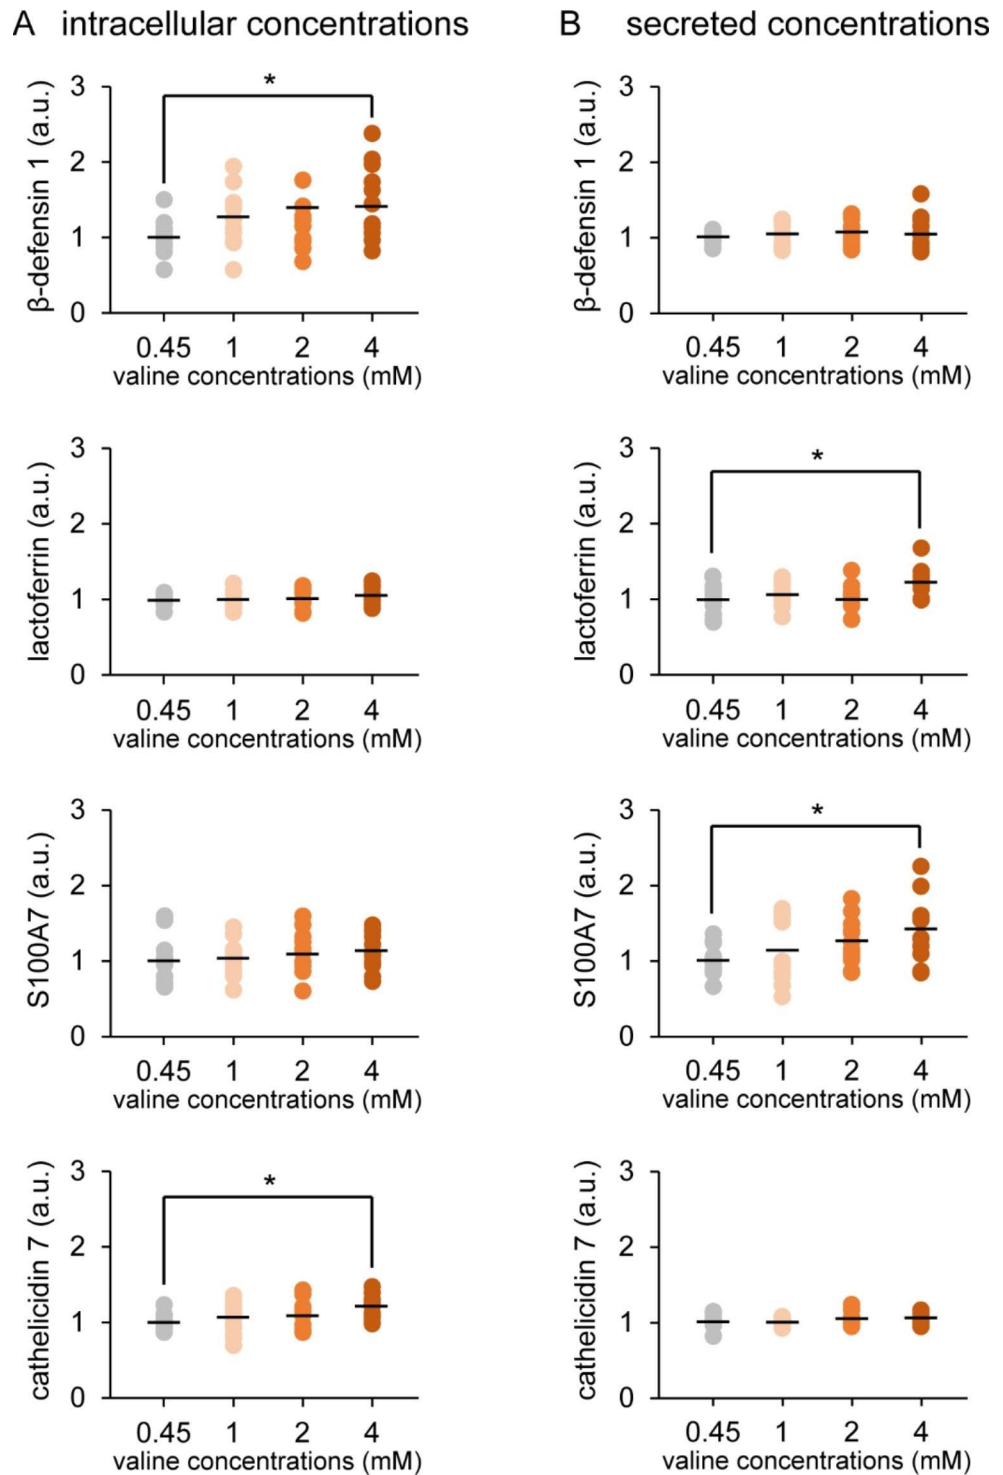 A intracellular concentrations
B secreted concentrations
β-defensin 1 (a.u.)
3
2
1
0
*
0.45 1 2 4
valine concentrations (mM)
β-defensin 1 (a.u.)
3
2
1
0
0.45 1 2 4
valine concentrations (mM)
lactoferrin (a.u.)
3
2
1
0
0.45 1 2 4
valine concentrations (mM)
lactoferrin (a.u.)
3
2
1
0
*
0.45 1 2 4
valine concentrations (mM)
S100A7 (a.u.)
3
2
1
0
0.45 1 2 4
valine concentrations (mM)
S100A7 (a.u.)
3
2
1
0
*
0.45 1 2 4
valine concentrations (mM)
cathelicidin 7 (a.u.)
3
2
1
0
*
0.45 1 2 4
valine concentrations (mM)
cathelicidin 7 (a.u.)
3
2
1
0
0.45 1 2 4
valine concentrations (mM)